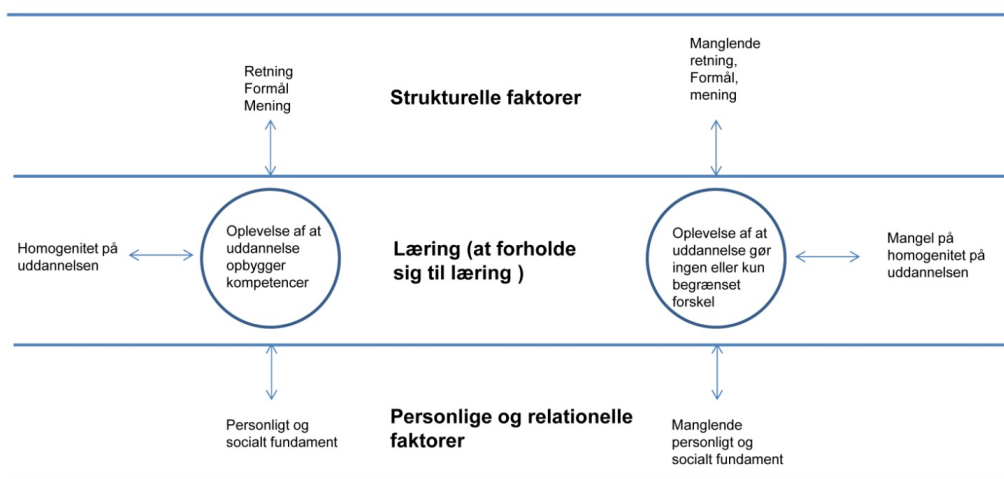 Retning
Formål
Mening
Strukturelle faktorer
Manglende
retning,
Formål,
mening
Homogenitet på
uddannelsen
Oplevelse af at
uddannelse
opbygger
kompetencer
Læring (at forholde
sig til læring )
Oplevelse af at
uddannelse gør
ingen eller kun
begrænset
forskel
Mangel på
homogenitet på
uddannelsen
Personligt og
socialt fundament
Personlige og relationelle
faktorer
Manglende
personligt og
socialt fundament